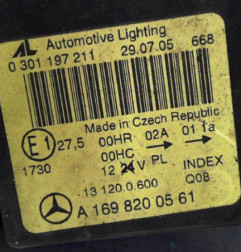 AL Automotive Lighting
0 301 197 211 29.07.05 668
Made in Czech Republic
E1 27,5 00HR 02A 01 1a
00HC
1730 12 24 V PL INDEX
13 120.0.600 Q08
A 169 820 05 61